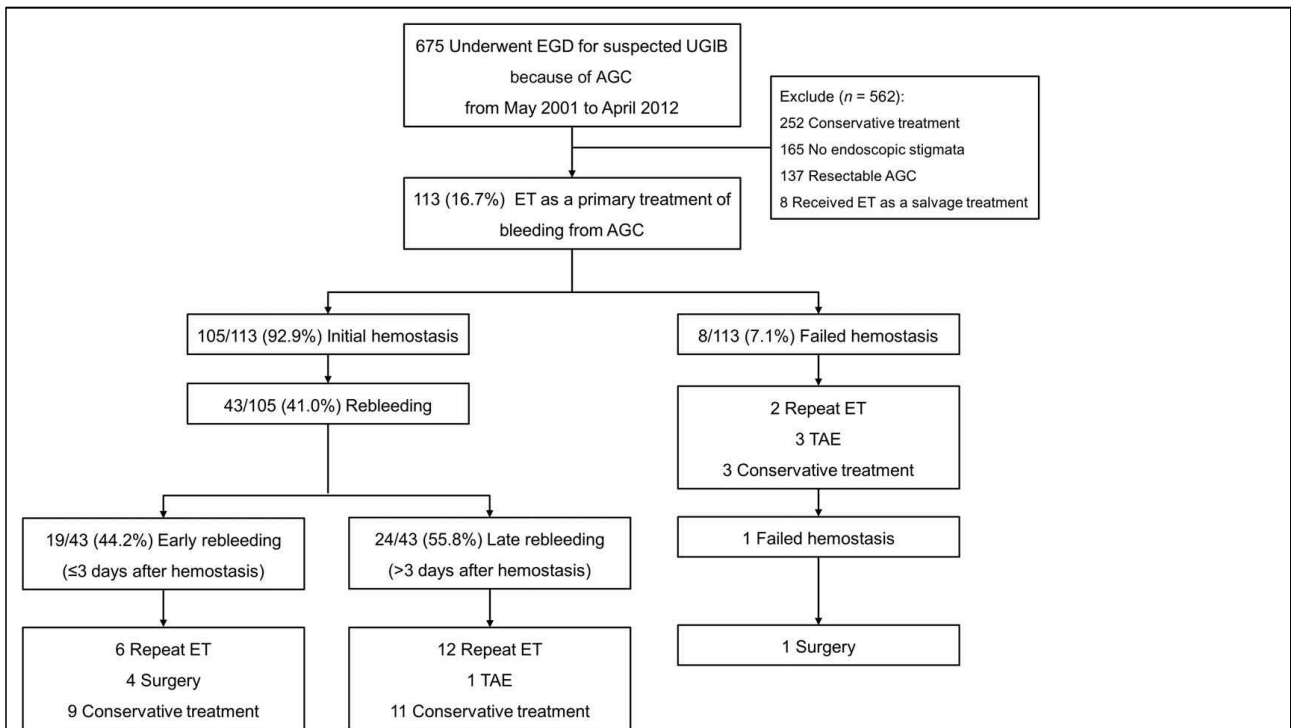 675 Underwent EGD for suspected UGIB
because of AGC
from May 2001 to April 2012
Exclude (n = 562):
252 Conservative treatment
165 No endoscopic stigmata
137 Resectable AGC
8 Received ET as a salvage treatment
113 (16.7%) ET as a primary treatment of
bleeding from AGC
105/113 (92.9%) Initial hemostasis
8/113 (7.1%) Failed hemostasis
43/105 (41.0%) Rebleeding
2 Repeat ET
3 TAE
3 Conservative treatment
19/43 (44.2%) Early rebleeding
(≤3 days after hemostasis)
24/43 (55.8%) Late rebleeding
(>3 days after hemostasis)
1 Failed hemostasis
6 Repeat ET
4 Surgery
9 Conservative treatment
12 Repeat ET
1 TAE
11 Conservative treatment
1 Surgery